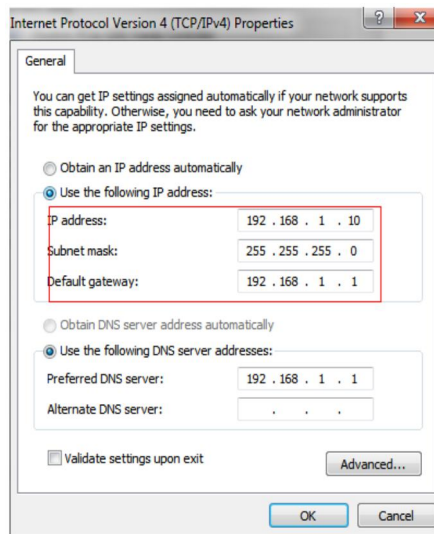 Internet Protocol Version 4 (TCP/IPv4) Properties
? X
General
You can get IP settings assigned automatically if your network supports
this capability. Otherwise, you need to ask your network administrator
for the appropriate IP settings.
Obtain an IP address automatically
Use the following IP address:
IP address: 192 . 168 . 1 . 10
Subnet mask: 255 . 255 . 255 . 0
Default gateway: 192 . 168 . 1 . 1
Obtain DNS server address automatically
Use the following DNS server addresses:
Preferred DNS server: 192 . 168 . 1 . 1
Alternate DNS server: . . .
Validate settings upon exit
Advanced...
OK Cancel